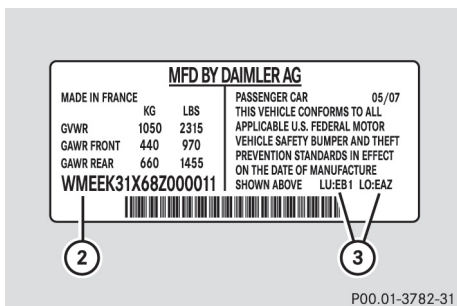 MFD BY DAIMLER AG
MADE IN FRANCE
KG LBS
GVWR 1050 2315
GAWR FRONT 440 970
GAWR REAR 660 1455
WMEEK31X68Z000011
PASSENGER CAR 05/07
THIS VEHICLE CONFORMS TO ALL
APPLICABLE U.S. FEDERAL MOTOR
VEHICLE SAFETY BUMPER AND THEFT
PREVENTION STANDARDS IN EFFECT
ON THE DATE OF MANUFACTURE
SHOWN ABOVE LU:EB1 LO:EAZ
2
3
P00.01-3782-31